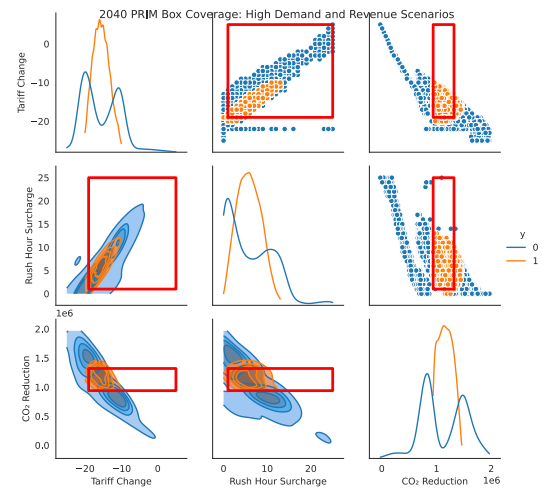 2040 PRIM Box Coverage: High Demand and Revenue Scenarios
Tariff Change
0
−10
−20
Rush Hour Surcharge
25
20
15
10
5
0
y
0
1
1e6
CO₂ Reduction
2.0
1.5
1.0
0.5
0.0
−20
−10
0
Tariff Change
0
10
20
Rush Hour Surcharge
0
1
2
1e6
CO₂ Reduction